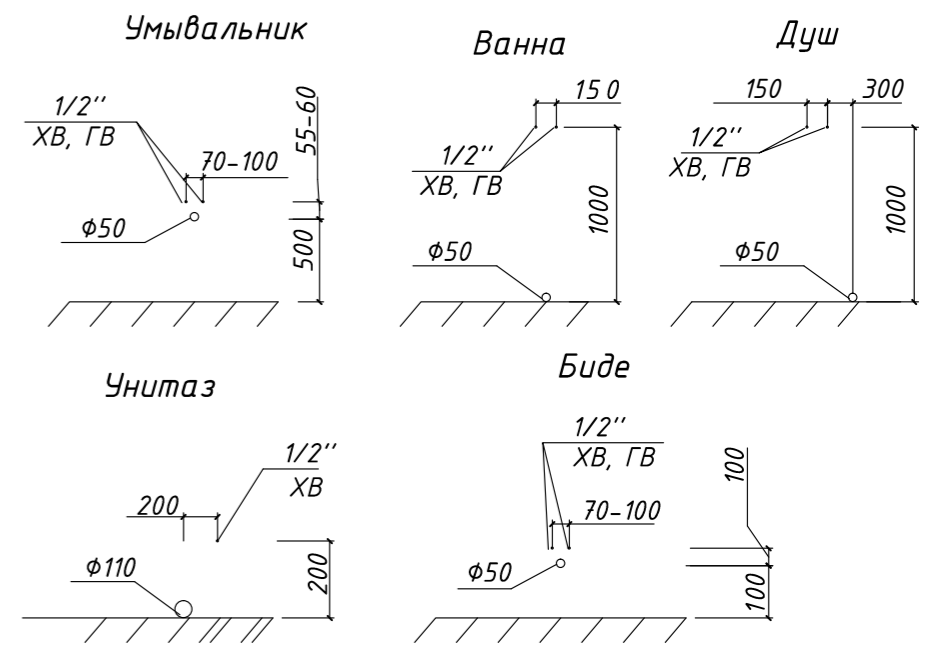 Умывальник
1/2''
ХВ, ГВ
70-100
55-60
Ф50
500
Ванна
150
1/2''
ХВ, ГВ
1000
Ф50
Душ
150
300
1/2''
ХВ, ГВ
1000
Ф50
Унитаз
1/2''
ХВ
200
Ф110
200
Биде
1/2''
ХВ, ГВ
100
70-100
Ф50
100